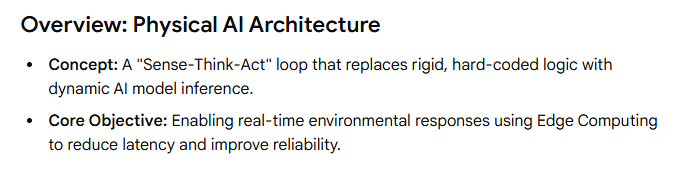 Overview: Physical AI Architecture
• Concept: A "Sense-Think-Act" loop that replaces rigid, hard-coded logic with
dynamic AI model inference.
• Core Objective: Enabling real-time environmental responses using Edge Computing
to reduce latency and improve reliability.